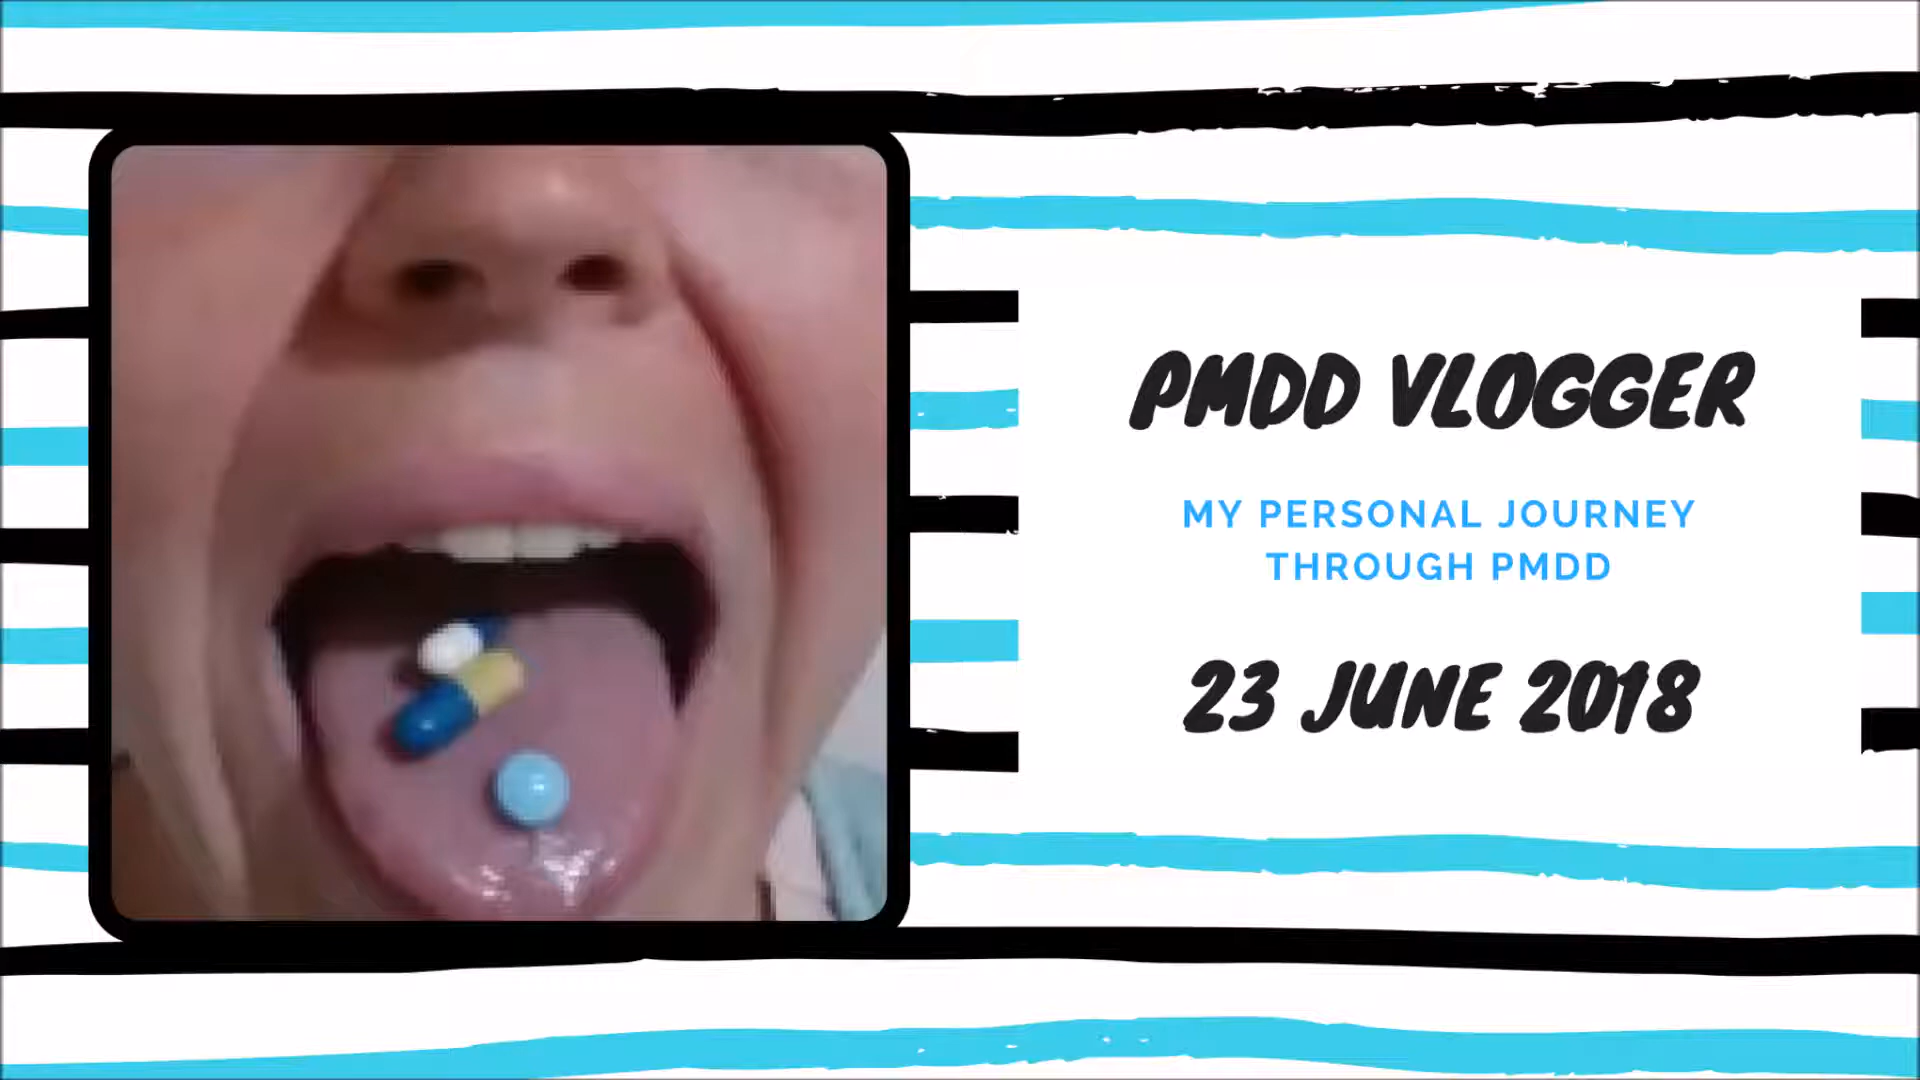 PMDD VLOGGER
MY PERSONAL JOURNEY
THROUGH PMDD
23 JUNE 2018